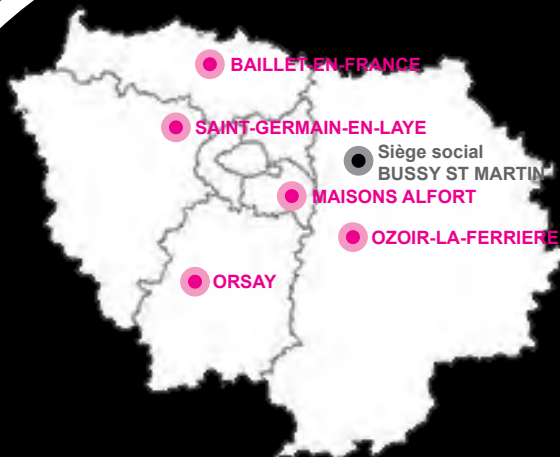 BAILLET-EN-FRANCE
SAINT-GERMAIN-EN-LAYE
Siège social
BUSSY ST MARTIN
MAISONS ALFORT
OZOIR-LA-FERRIERE
ORSAY